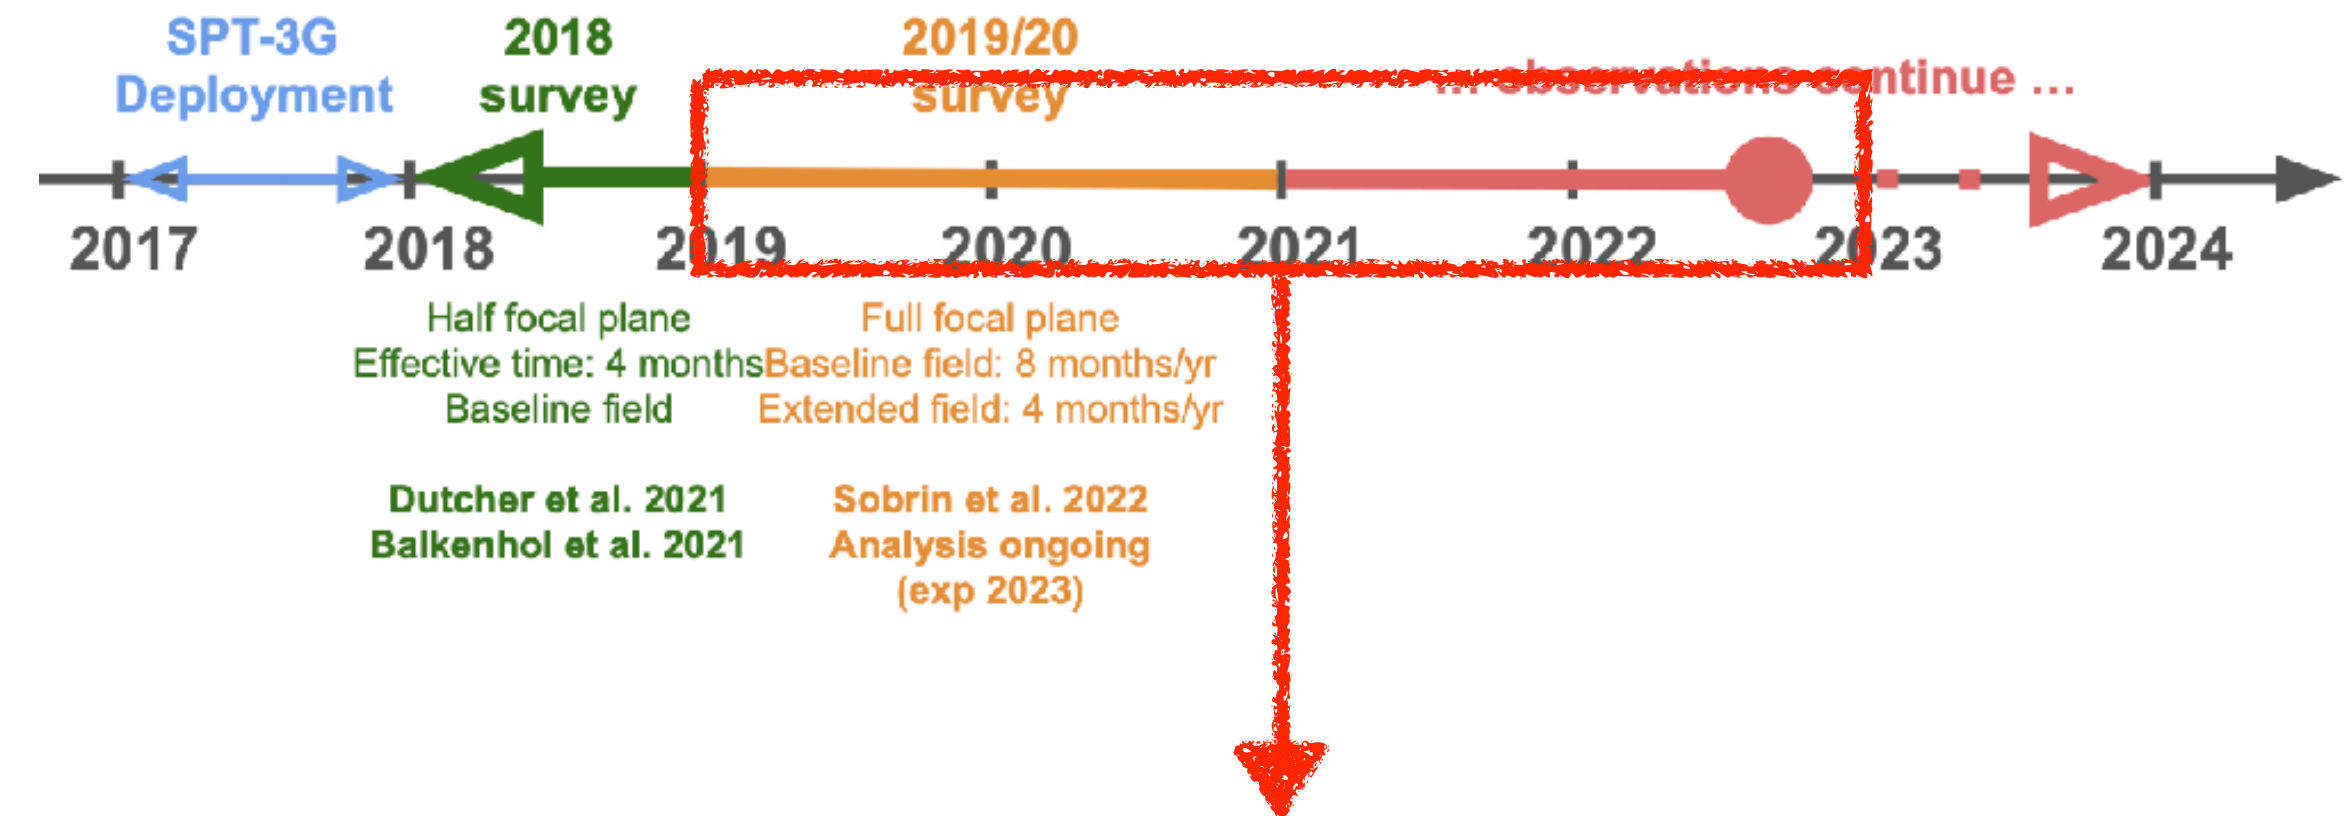 SPT-3G
Deployment
2018
survey
2019/20
survey
... observations continue ...
2017
2018
2019
2020
2021
2022
2023
2024
Half focal plane
Effective time: 4 months
Baseline field
Full focal plane
Baseline field: 8 months/yr
Extended field: 4 months/yr
Dutcher et al. 2021
Balkenhol et al. 2021
Sobrin et al. 2022
Analysis ongoing
(exp 2023)